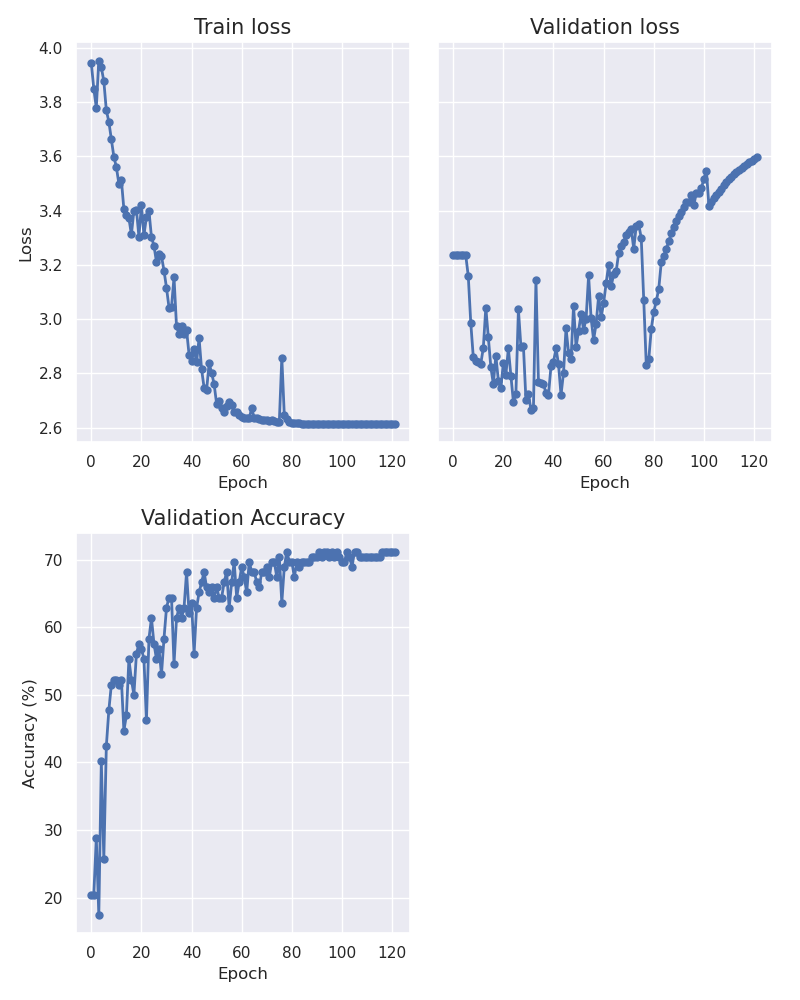 Train loss
Validation loss
4.0
3.8
3.6
3.4
3.2
3.0
2.8
2.6
Loss
0 20 40 60 80 100 120
0 20 40 60 80 100 120
Epoch
Epoch
Validation Accuracy
70
60
50
40
30
20
Accuracy (%)
0 20 40 60 80 100 120
Epoch